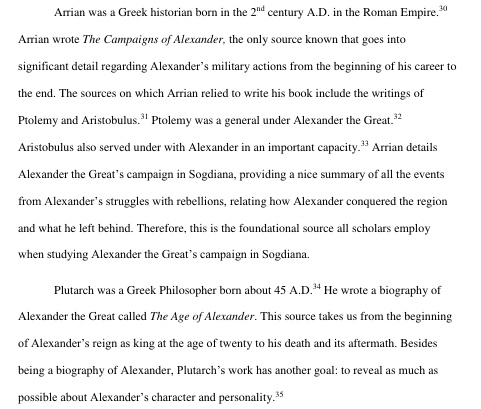 Arrian was a Greek historian born in the 2nd century A.D. in the Roman Empire.30
Arrian wrote The Campaigns of Alexander, the only source known that goes into
significant detail regarding Alexander's military actions from the beginning of his career to
the end. The sources on which Arrian relied to write his book include the writings of
Ptolemy and Aristobulus.31 Ptolemy was a general under Alexander the Great.32
Aristobulus also served under with Alexander in an important capacity.33 Arrian details
Alexander the Great's campaign in Sogdiana, providing a nice summary of all the events
from Alexander's struggles with rebellions, relating how Alexander conquered the region
and what he left behind. Therefore, this is the foundational source all scholars employ
when studying Alexander the Great's campaign in Sogdiana.
Plutarch was a Greek Philosopher born about 45 A.D.34 He wrote a biography of
Alexander the Great called The Age of Alexander. This source takes us from the beginning
of Alexander's reign as king at the age of twenty to his death and its aftermath. Besides
being a biography of Alexander, Plutarch's work has another goal: to reveal as much as
possible about Alexander's character and personality.35